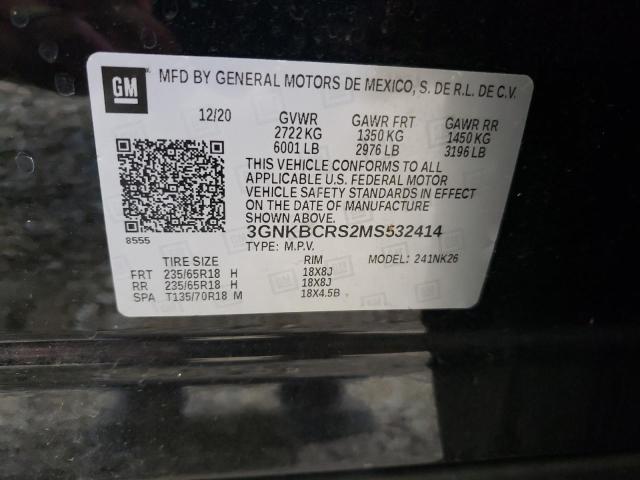 GM
MFD BY GENERAL MOTORS DE MEXICO, S. DE R.L. DE C.V.
12/20 GVWR GAWR FRT GAWR RR
2722 KG 1350 KG 1450 KG
6001 LB 2976 LB 3196 LB
THIS VEHICLE CONFORMS TO ALL
APPLICABLE U.S. FEDERAL MOTOR
VEHICLE SAFETY STANDARDS IN EFFECT
ON THE DATE OF MANUFACTURE
SHOWN ABOVE.
8555
3GNKBCRS2MS532414
TYPE: M.P.V. MODEL: 241NK26
TIRE SIZE RIM
FRT 235/65R18 H 18X8J
RR 235/65R18 H 18X8J
SPA T135/70R18 M 18X4.5B